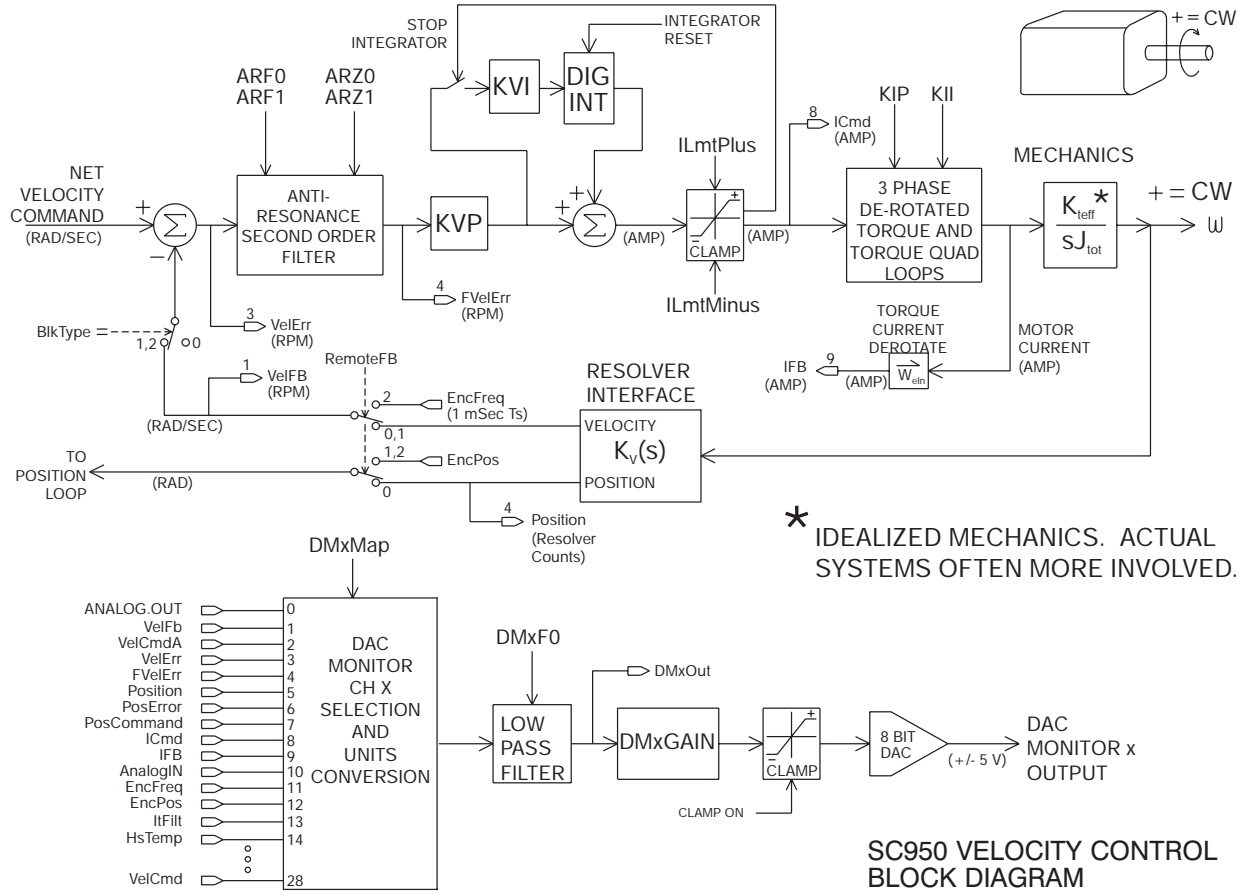 STOP
INTEGRATOR
INTEGRATOR
RESET
+ = CW
ARF0
ARF1
ARZ0
ARZ1
KVI
DIG
INT
8
ICmd
(AMP)
KIP
KII
ILmtPlus
MECHANICS
NET
VELOCITY
COMMAND
(RAD/SEC)
+
Σ
−
ANTI-
RESONANCE
SECOND ORDER
FILTER
KVP
+
+
Σ
(AMP)
+
−
CLAMP
(AMP)
3 PHASE
DE-ROTATED
TORQUE AND
TORQUE QUAD
LOOPS
Kteff *
sJtot
+ = CW
ω
4
FVelErr
(RPM)
ILmtMinus
3
VelErr
(RPM)
BlkType =
1,2
0
TORQUE
CURRENT
DEROTATE
MOTOR
CURRENT
(AMP)
IFB
(AMP)
9
(AMP)
Weln
1
VelFB
(RPM)
RemoteFB
(RAD/SEC)
2
EncFreq
(1 mSec Ts)
0,1
RESOLVER
INTERFACE
VELOCITY
KV(s)
POSITION
TO
POSITION
LOOP
(RAD)
1,2
EncPos
0
4
Position
(Resolver
Counts)
* IDEALIZED MECHANICS. ACTUAL
SYSTEMS OFTEN MORE INVOLVED.
DMxMap
ANALOG.OUT 0
VelFb 1
VelCmdA 2
VelErr 3
FVelErr 4
Position 5
PosError 6
PosCommand 7
ICmd 8
IFB 9
AnalogIN 10
EncFreq 11
EncPos 12
ItFilt 13
HsTemp 14
VelCmd 28
DAC
MONITOR
CH X
SELECTION
AND
UNITS
CONVERSION
DMxF0
LOW
PASS
FILTER
DMxOut
DMxGAIN
+
−
CLAMP
CLAMP ON
8 BIT
DAC
(+/- 5 V)
DAC
MONITOR x
OUTPUT
SC950 VELOCITY CONTROL
BLOCK DIAGRAM